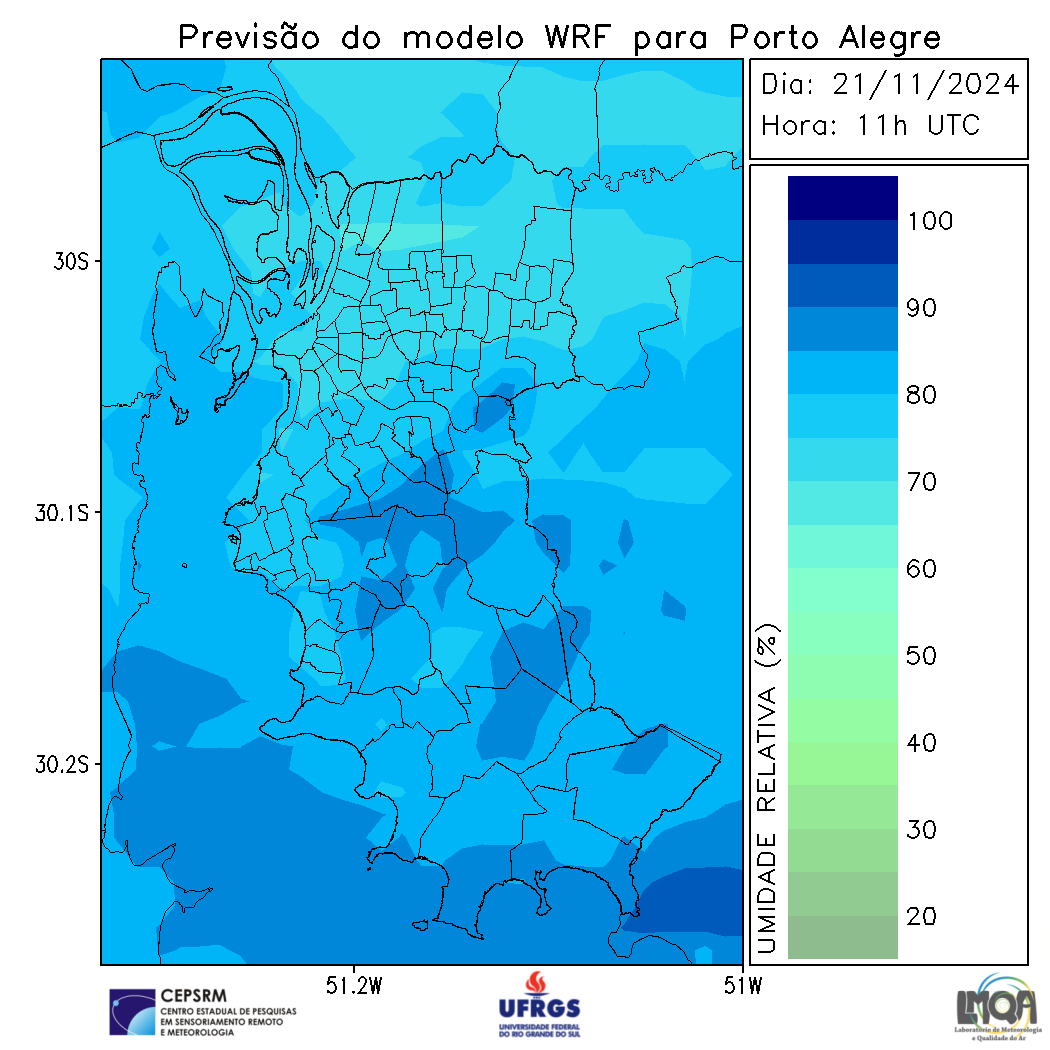 Previsão do modelo WRF para Porto Alegre
Dia: 21/11/2024
Hora: 11h UTC
30S
30.1S
30.2S
51.2W
51W
100
90
80
70
60
50
40
30
20
UMIDADE RELATIVA (%)
CEPSRM
CENTRO ESTADUAL DE PESQUISAS
EM SENSORIAMENTO REMOTO
E METEOROLOGIA
UFRGS
UNIVERSIDADE FEDERAL
DO RIO GRANDE DO SUL
LMQA
Laboratório de Meteorologia
e Qualidade do Ar